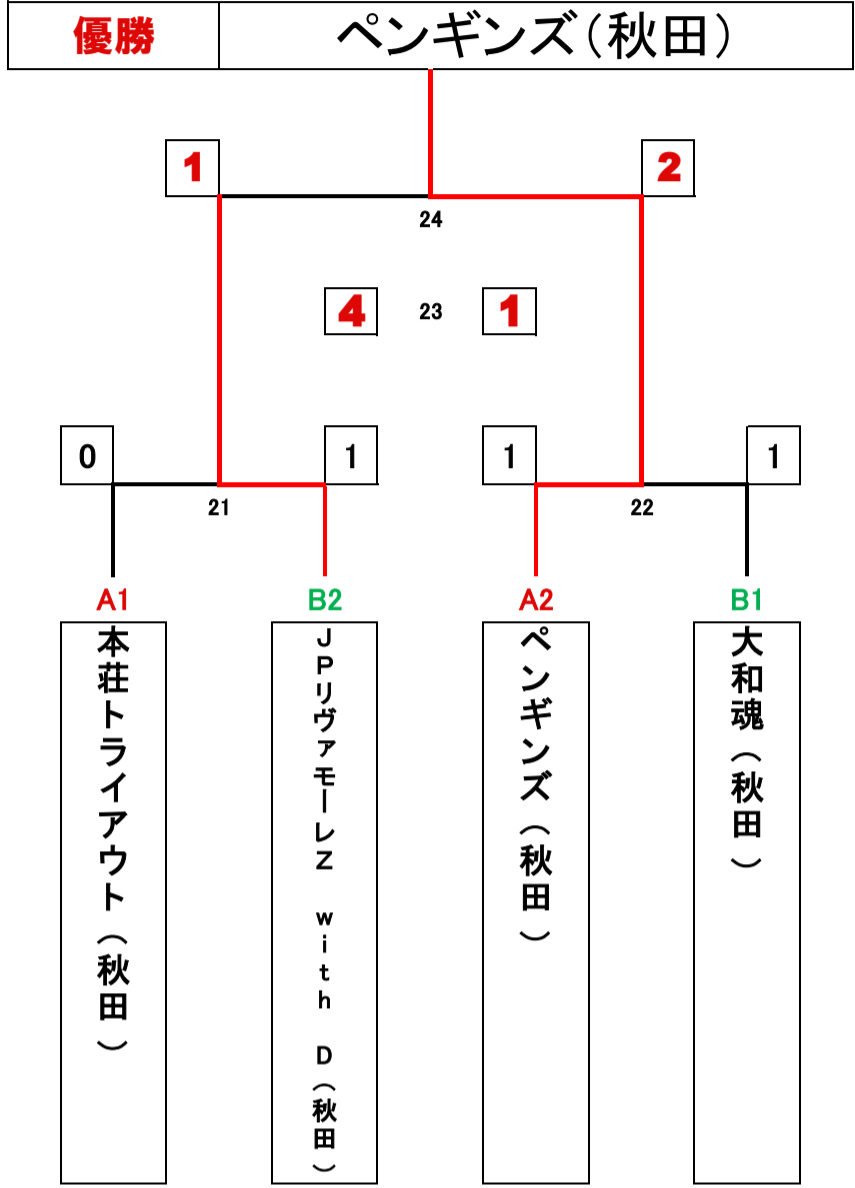 優勝 ペンギンズ(秋田)
1 2
24
4 23 1
0 1 1 1
21 22
A1 B2 A2 B1
本荘トライアウト(秋田)
JPリヴァモーレZ with D(秋田)
ペンギンズ(秋田)
大和魂(秋田)